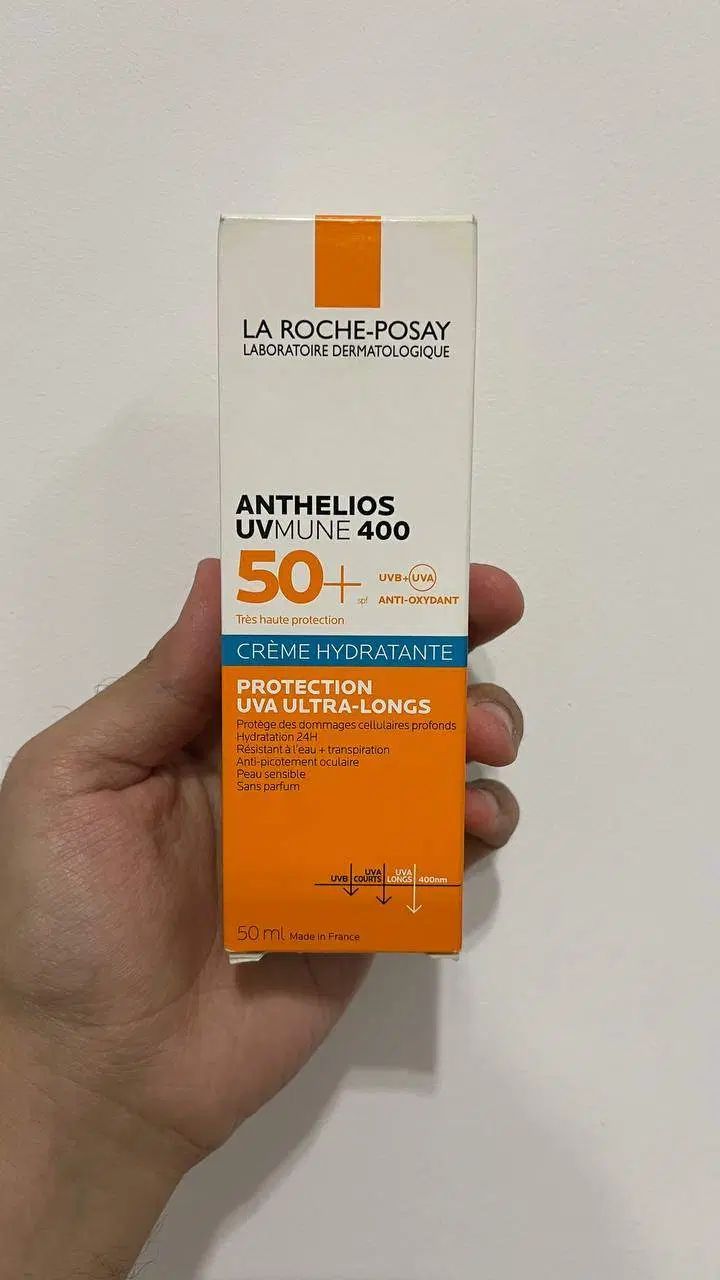 LA ROCHE-POSAY
LABORATOIRE DERMATOLOGIQUE
ANTHELIOS
UVMUNE 400
50+ spf
UVB+UVA
ANTI-OXYDANT
Très haute protection
CRÈME HYDRATANTE
PROTECTION
UVA ULTRA-LONGS
Protège des dommages cellulaires profonds
Hydratation 24H
Résistant à l'eau + transpiration
Anti-picotement oculaire
Peau sensible
Sans parfum
UVB
UVA COURTS
UVA LONGS
400nm
50 ml Made in France